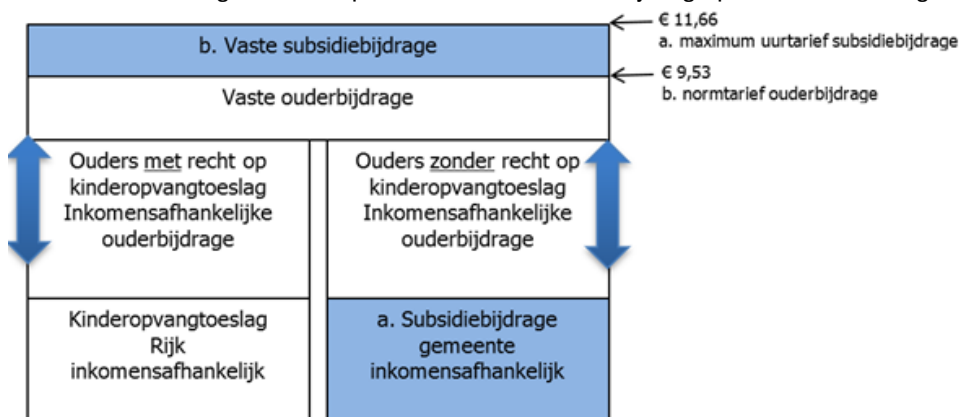 b. Vaste subsidiebijdrage
€ 11,66
a. maximum uurtarief subsidiebijdrage
€ 9,53
b. normtarief ouderbijdrage
Vaste ouderbijdrage
Ouders met recht op
kinderopvangtoeslag
Inkomensafhankelijke
ouderbijdrage
Ouders zonder recht op
kinderopvangtoeslag
Inkomensafhankelijke
ouderbijdrage
Kinderopvangtoeslag
Rijk
inkomensafhankelijk
a. Subsidiebijdrage
gemeente
inkomensafhankelijk